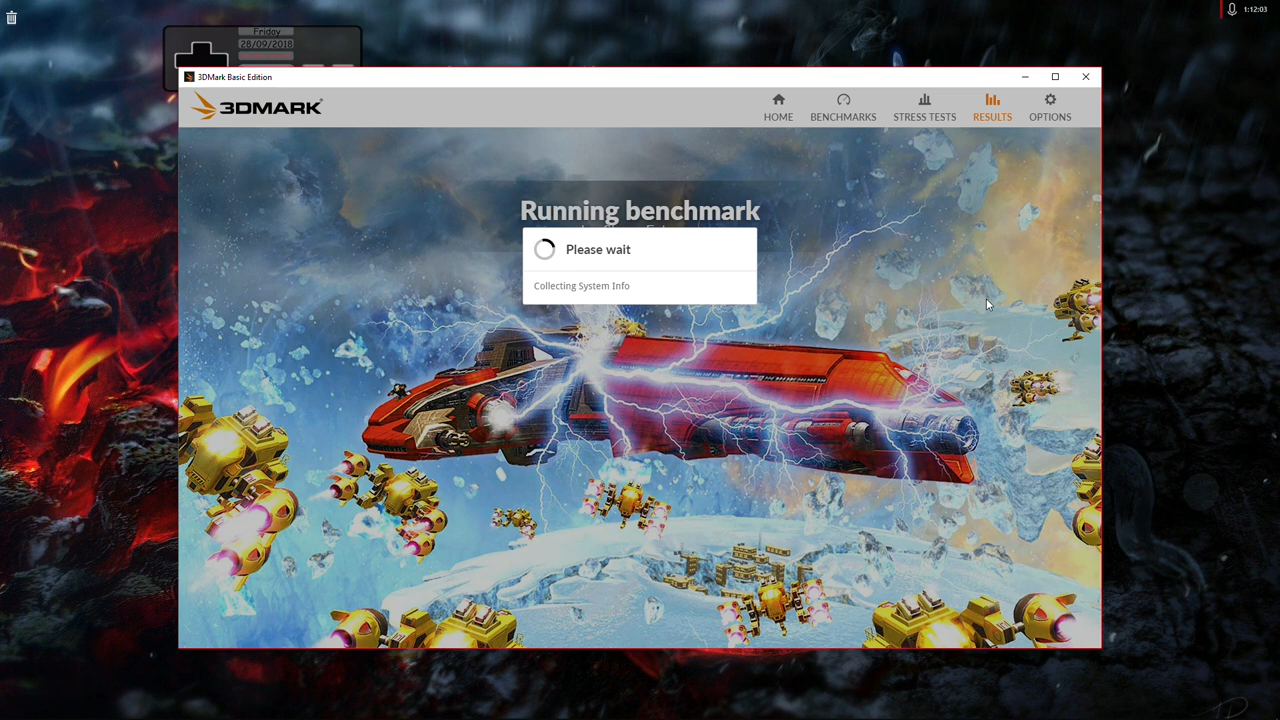 1:12:03
Friday
28/09/2018
3DMark Basic Edition
3DMARK
HOME
BENCHMARKS
STRESS TESTS
RESULTS
OPTIONS
Running benchmark
Please wait
Collecting System Info